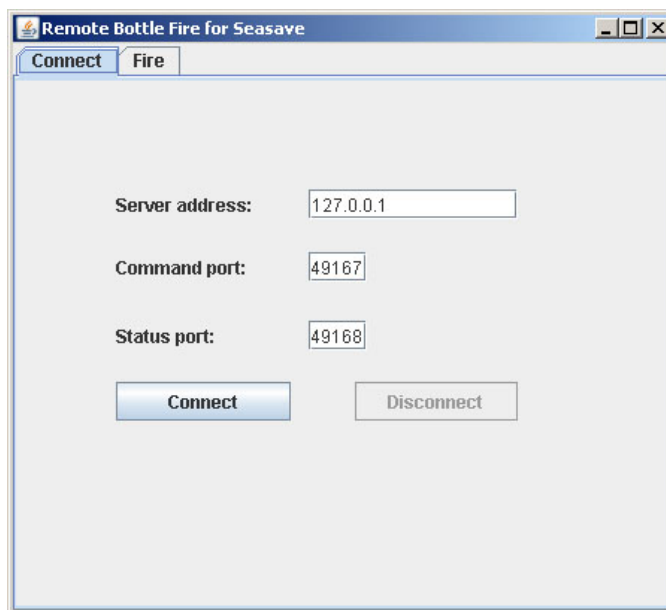 Remote Bottle Fire for Seasave
Connect Fire
Server address: 127.0.0.1
Command port: 49167
Status port: 49168
Connect Disconnect